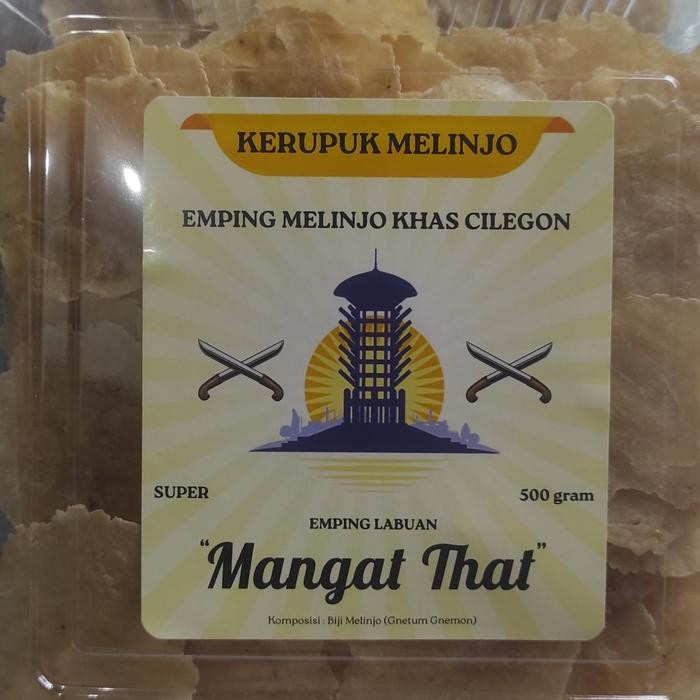 KERUPUK MELINJO
EMPING MELINJO KHAS CILEGON
SUPER 500 gram
EMPING LABUAN
“Mangat That”
Komposisi : Biji Melinjo (Gnetum Gnemon)